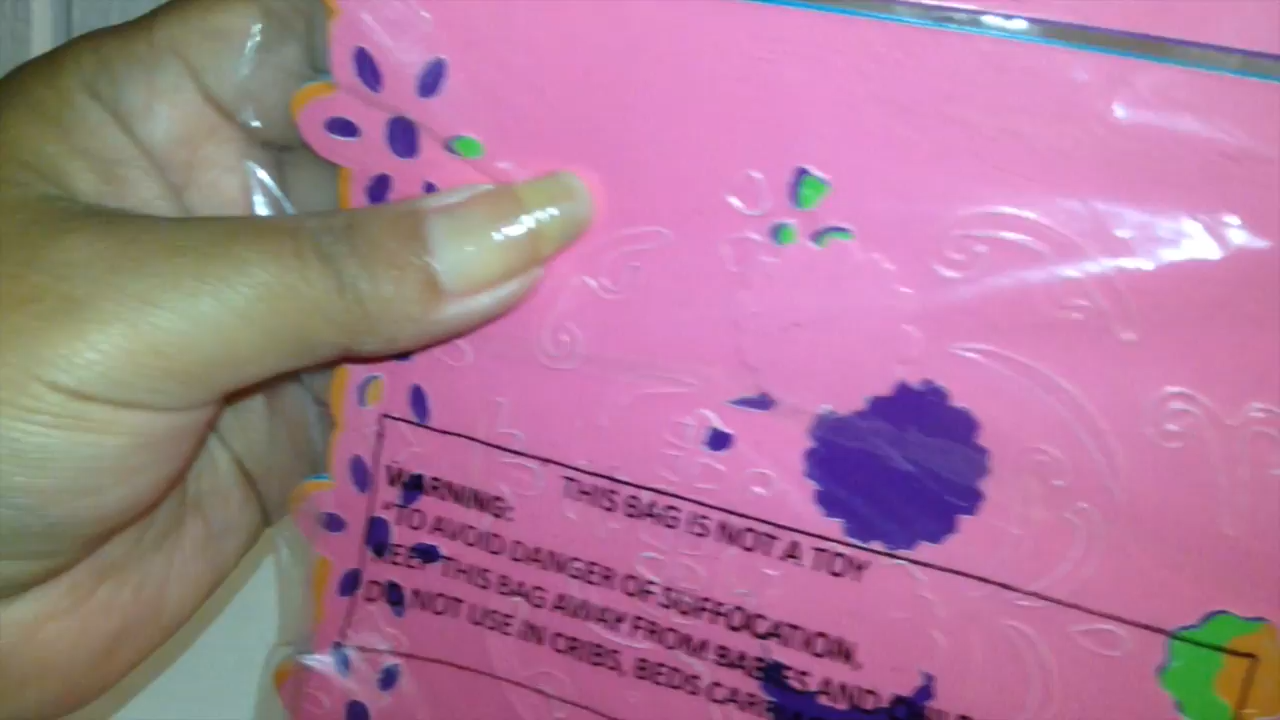 THIS BAG IS NOT A TOY
WARNING:
TO AVOID DANGER OF SUFFOCATION,
KEEP THIS BAG AWAY FROM BABIES AND
DO NOT USE IN CRIBS, BEDS